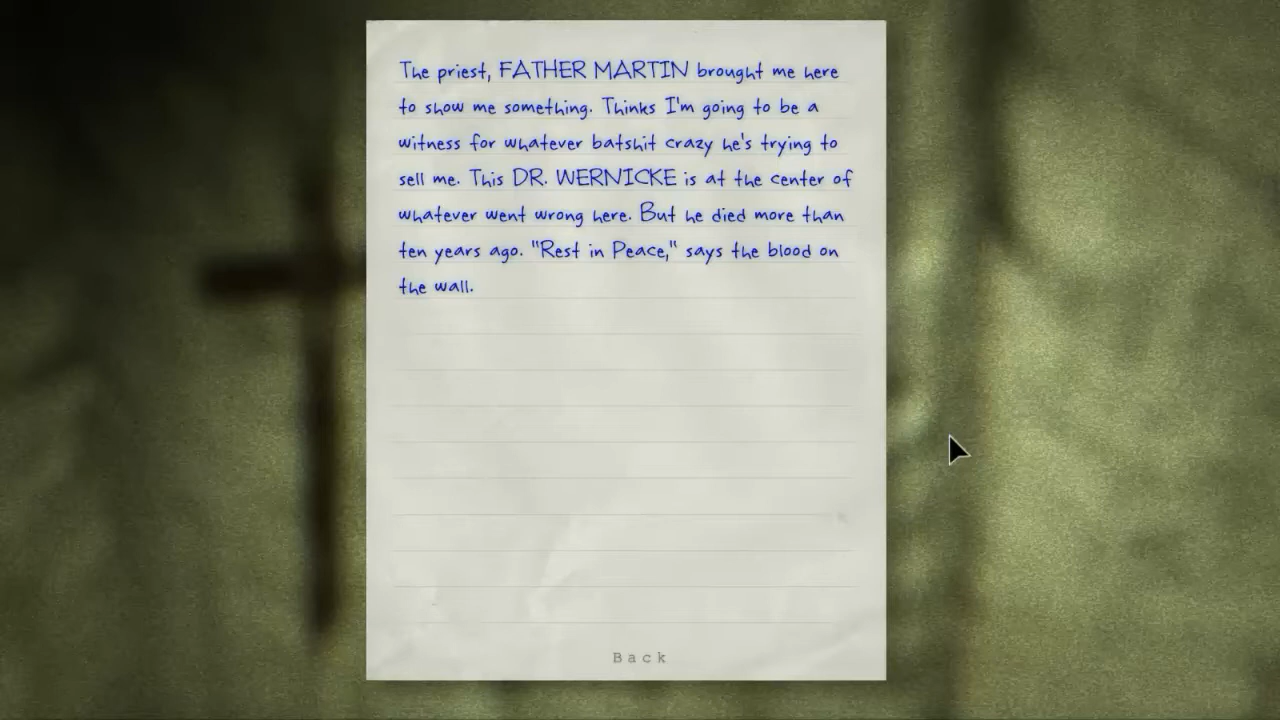 The priest, FATHER MARTIN brought me here
to show me something. Thinks I'm going to be a
witness for whatever batshit crazy he's trying to
sell me. This DR. WERNICKE is at the center of
whatever went wrong here. But he died more than
ten years ago. "Rest in Peace," says the blood on
the wall.
Back